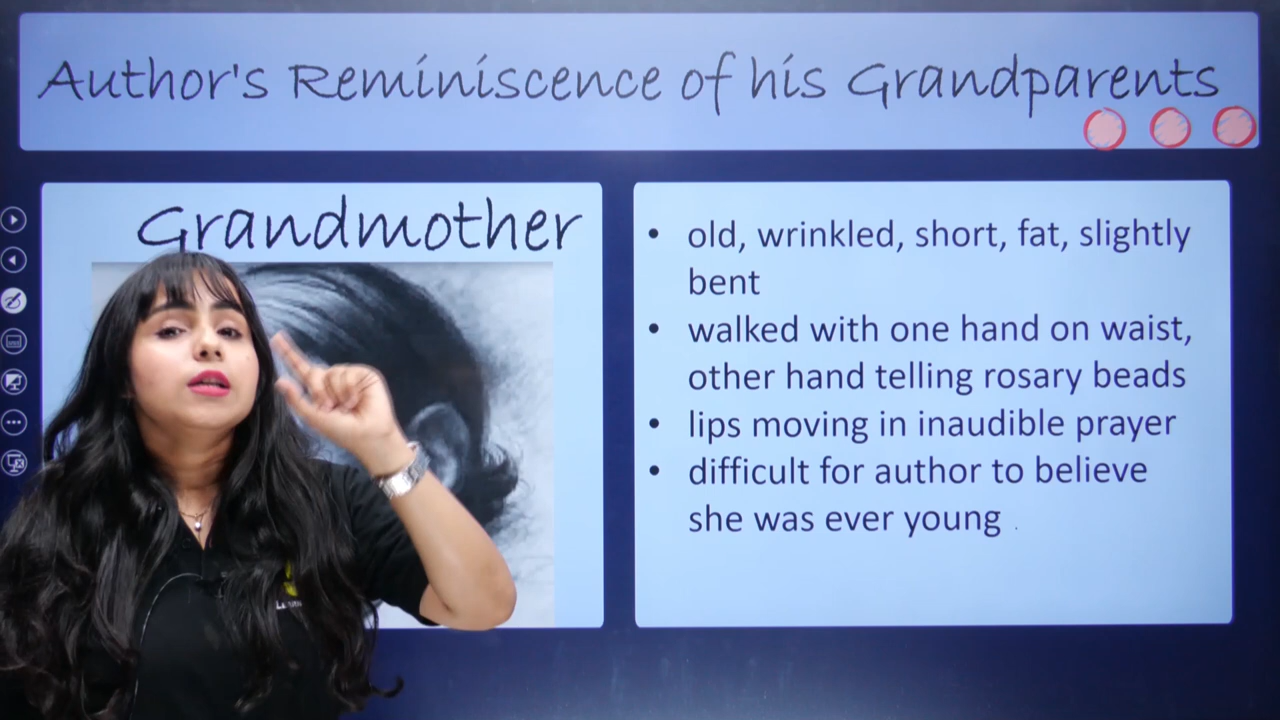 Author's Reminiscence of his Grandparents
Grandmother
• old, wrinkled, short, fat, slightly
bent
• walked with one hand on waist,
other hand telling rosary beads
• lips moving in inaudible prayer
• difficult for author to believe
she was ever young